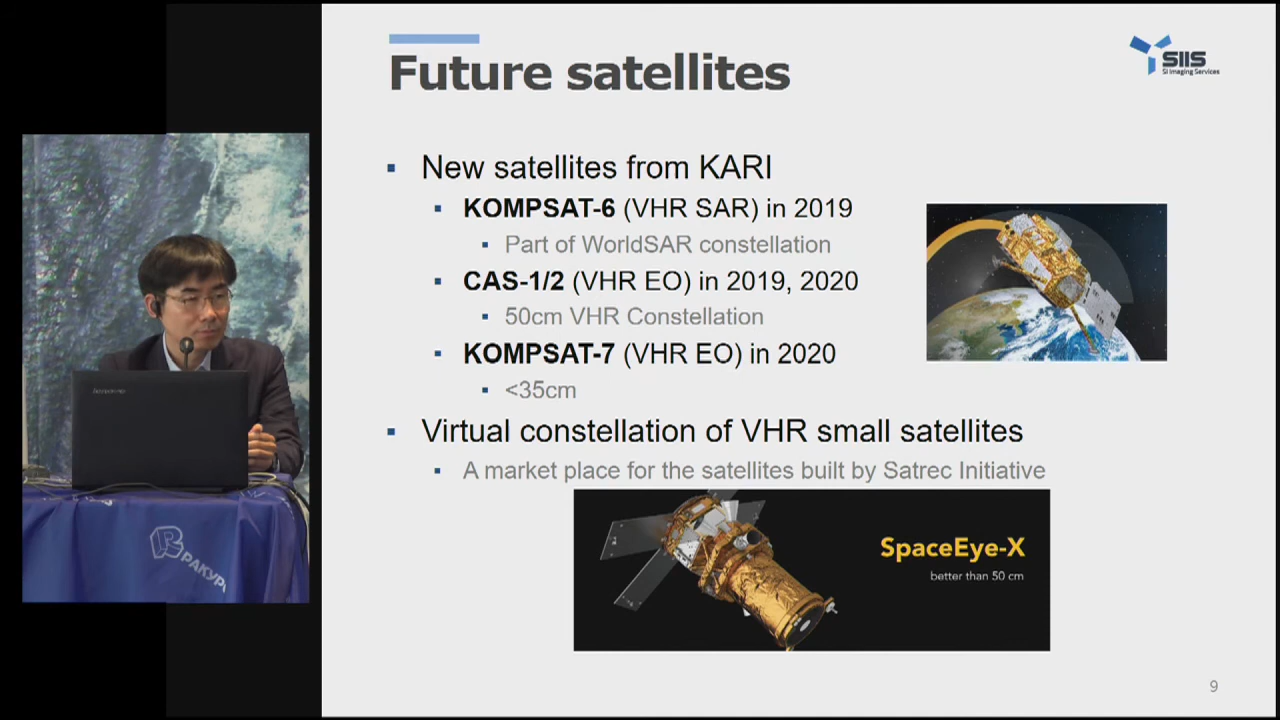 Future satellites
SIIS
SI Imaging Services
New satellites from KARI
KOMPSAT-6 (VHR SAR) in 2019
Part of WorldSAR constellation
CAS-1/2 (VHR EO) in 2019, 2020
50cm VHR Constellation
KOMPSAT-7 (VHR EO) in 2020
<35cm
Virtual constellation of VHR small satellites
A market place for the satellites built by Satrec Initiative
SpaceEye-X
better than 50 cm
9
lenovo
РАКУРС